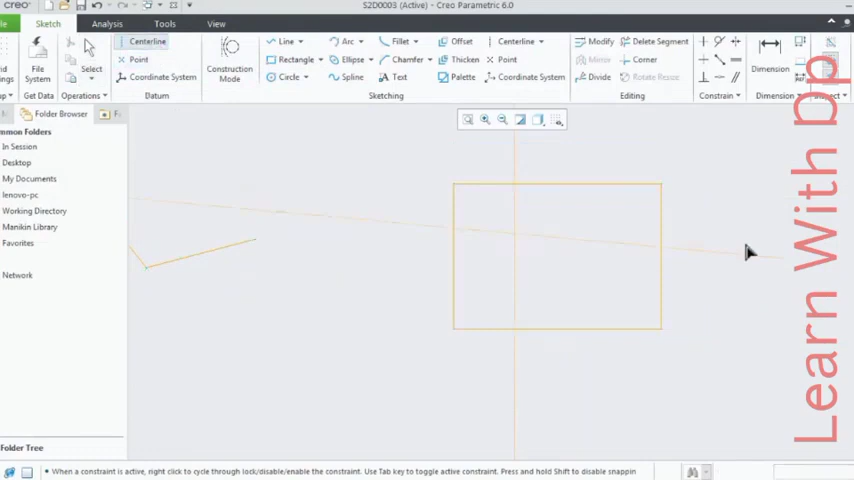 creo
S2D0003 (Active) - Creo Parametric 6.0
Sketch
Analysis
Tools
View
File System
Get Data
Select
Operations
Centerline
Point
Coordinate System
Datum
Construction Mode
Line
Arc
Fillet
Offset
Centerline
Rectangle
Ellipse
Chamfer
Thicken
Point
Circle
Spline
Text
Palette
Coordinate System
Sketching
Modify
Delete Segment
Mirror
Corner
Divide
Rotate Resize
Editing
Constrain
Dimension
Dimension
Folder Browser
Common Folders
In Session
Desktop
My Documents
lenovo-pc
Working Directory
Manikin Library
Favorites
Network
Folder Tree
When a constraint is active, right click to cycle through lock/disable/enable the constraint. Use Tab key to toggle active constraint. Press and hold Shift to disable snappin
Learn With